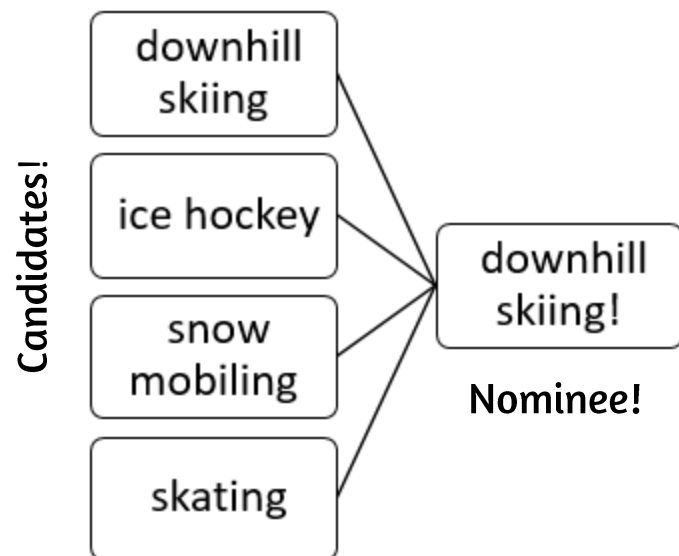 Candidates!
downhill
skiing
ice hockey
snow
mobiling
skating
downhill
skiing!
Nominee!